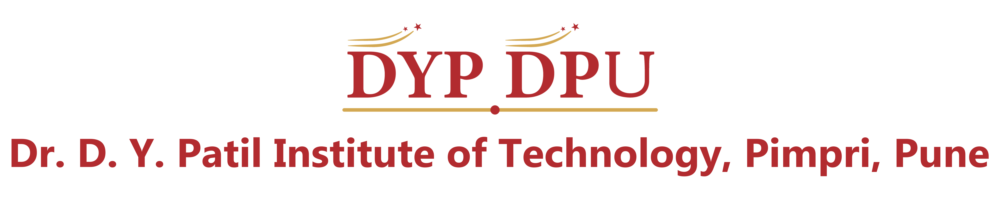 DYP DPU
Dr. D. Y. Patil Institute of Technology, Pimpri, Pune